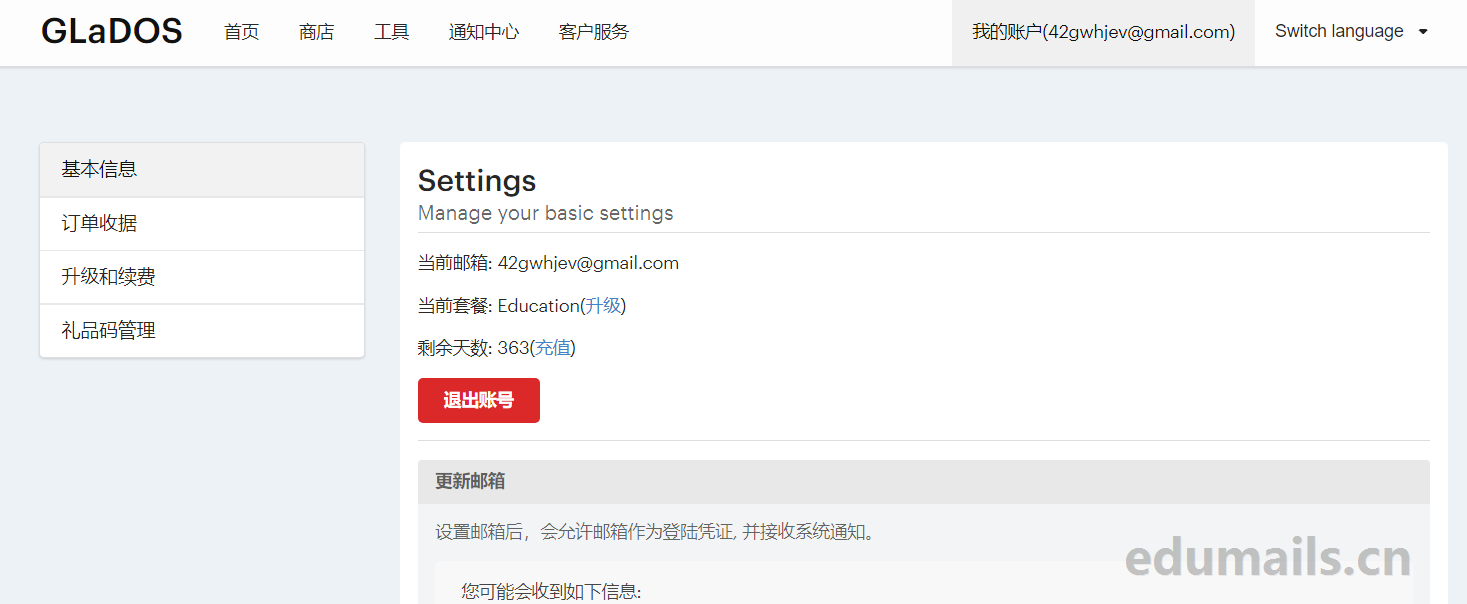 GLaDOS 首页 商店 工具 通知中心 客户服务 我的账户(42gwhjev@gmail.com) Switch language
基本信息
订单收据
升级和续费
礼品码管理
Settings
Manage your basic settings
当前邮箱: 42gwhjev@gmail.com
当前套餐: Education(升级)
剩余天数: 363(充值)
退出账号
更新邮箱
设置邮箱后，会允许邮箱作为登陆凭证, 并接收系统通知。
您可能会收到如下信息:
edumails.cn